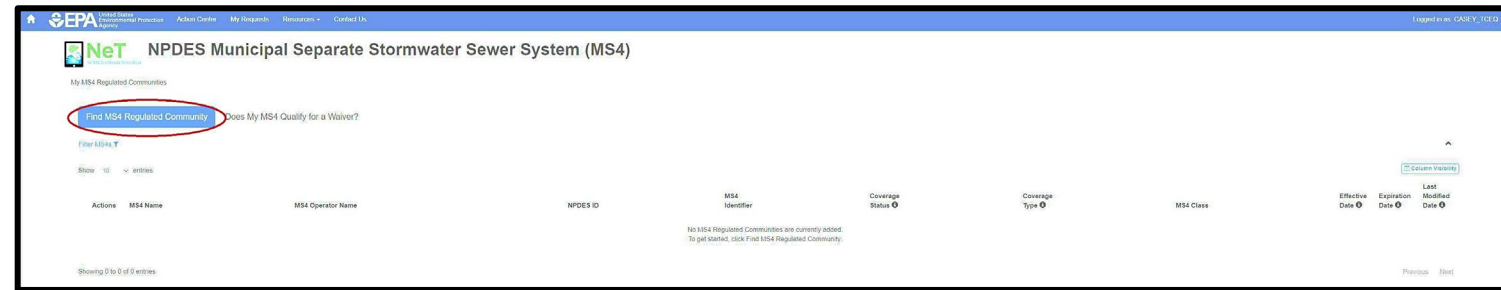 EPA United States Environmental Protection Agency Action Center My Requests Resources Contact Us Logged in as: CASEY_TCEQ
NeT NPDES Municipal Separate Stormwater Sewer System (MS4)
My MS4 Regulated Communities
Find MS4 Regulated Community Does My MS4 Qualify for a Waiver?
Filter MS4s
Show 10 entries Column Visibility
Actions MS4 Name MS4 Operator Name NPDES ID MS4 Identifier Coverage Status Coverage Type MS4 Class Effective Date Expiration Date Last Modified Date
No MS4 Regulated Communities are currently added.
To get started, click Find MS4 Regulated Community.
Showing 0 to 0 of 0 entries Previous Next